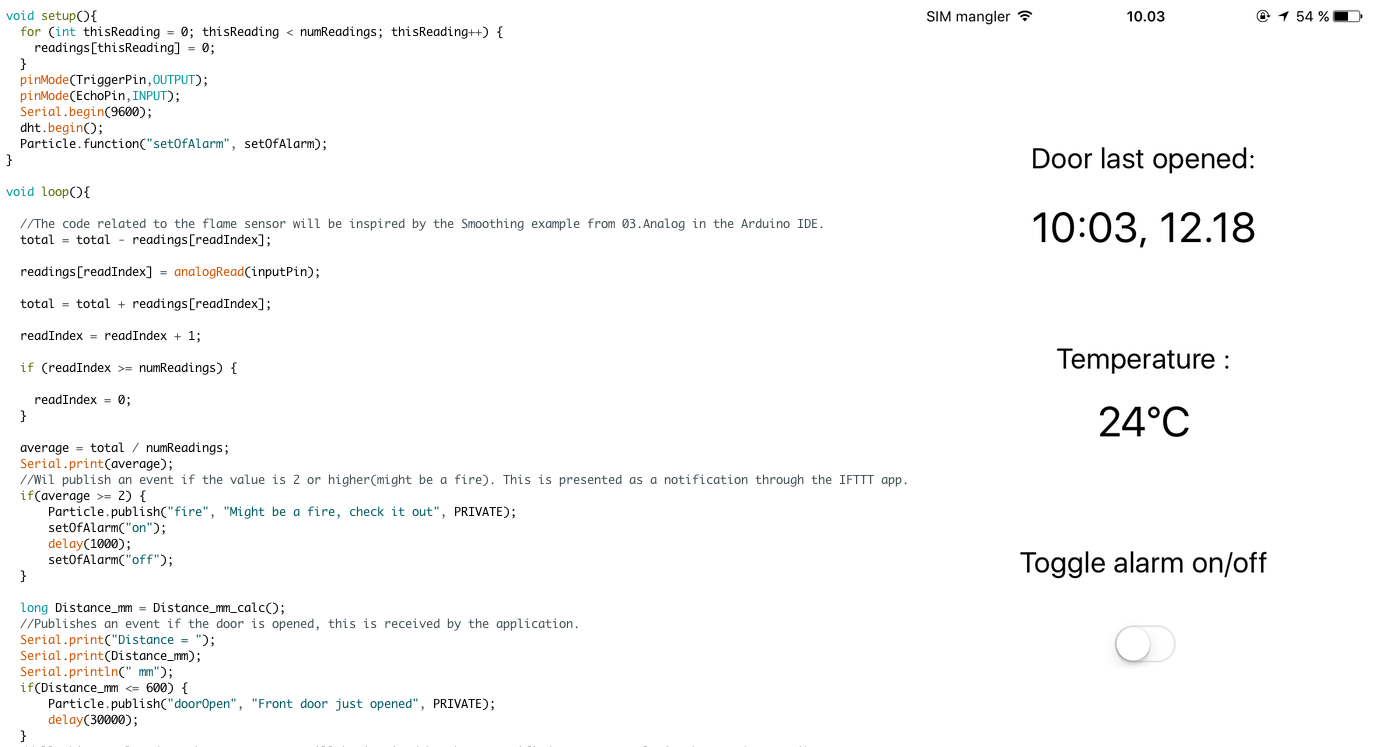 void setup(){
for (int thisReading = 0; thisReading < numReadings; thisReading++) {
readings[thisReading] = 0;
}
pinMode(TriggerPin,OUTPUT);
pinMode(EchoPin,INPUT);
Serial.begin(9600);
dht.begin();
Particle.function("setOfAlarm", setOfAlarm);
}
void loop(){
//The code related to the flame sensor will be inspired by the Smoothing example from 03.Analog in the Arduino IDE.
total = total - readings[readIndex];
readings[readIndex] = analogRead(inputPin);
total = total + readings[readIndex];
readIndex = readIndex + 1;
if (readIndex >= numReadings) {
readIndex = 0;
}
average = total / numReadings;
Serial.print(average);
//Wil publish an event if the value is 2 or higher(might be a fire). This is presented as a notification through the IFTTT app.
if(average >= 2) {
Particle.publish("fire", "Might be a fire, check it out", PRIVATE);
setOfAlarm("on");
delay(1000);
setOfAlarm("off");
}
long Distance_mm = Distance_mm_calc();
//Publishes an event if the door is opened, this is received by the application.
Serial.print("Distance = ");
Serial.print(Distance_mm);
Serial.println(" mm");
if(Distance_mm <= 600) {
Particle.publish("doorOpen", "Front door just opened", PRIVATE);
delay(30000);
}
SIM mangler 10.03 54 %
Door last opened:
10:03, 12.18
Temperature :
24°C
Toggle alarm on/off